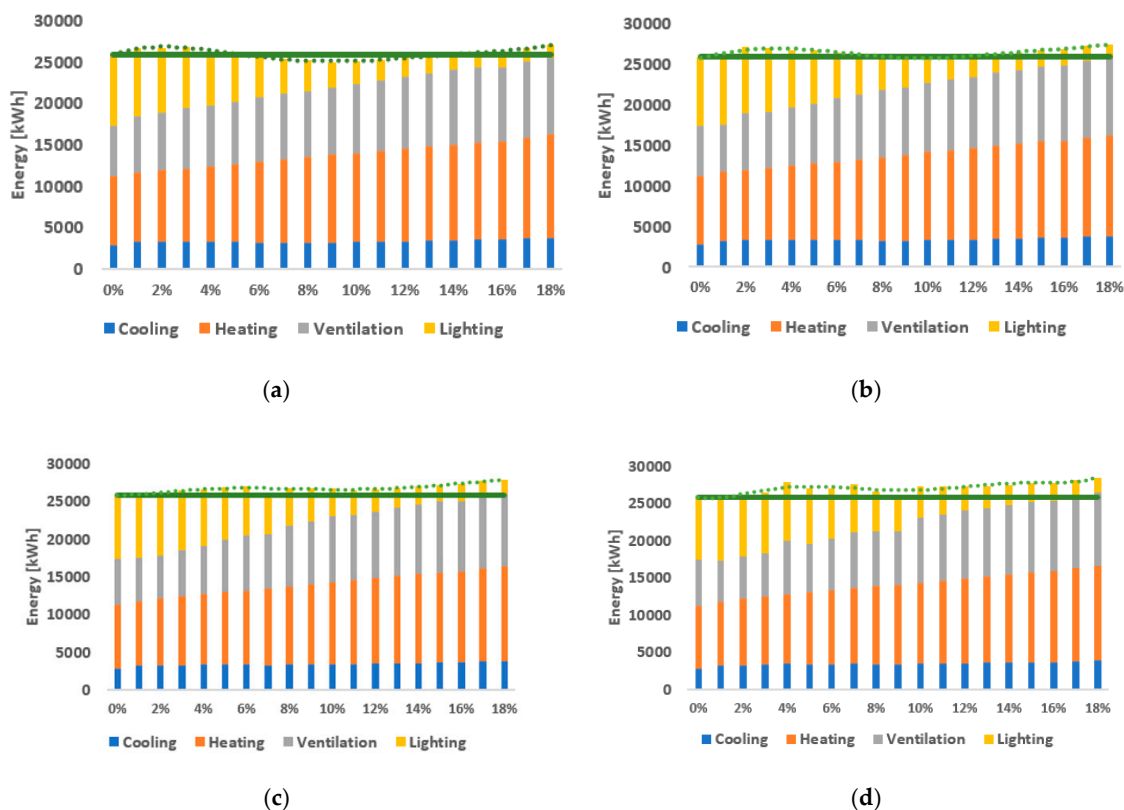 30000
25000
20000
15000
10000
5000
0
Energy [kWh]
0% 2% 4% 6% 8% 10% 12% 14% 16% 18%
Cooling Heating Ventilation Lighting
(a)
30000
25000
20000
15000
10000
5000
0
Energy [kWh]
0% 2% 4% 6% 8% 10% 12% 14% 16% 18%
Cooling Heating Ventilation Lighting
(b)
30000
25000
20000
15000
10000
5000
0
Energy [kWh]
0% 2% 4% 6% 8% 10% 12% 14% 16% 18%
Cooling Heating Ventilation Lighting
(c)
30000
25000
20000
15000
10000
5000
0
Energy [kWh]
0% 2% 4% 6% 8% 10% 12% 14% 16% 18%
Cooling Heating Ventilation Lighting
(d)